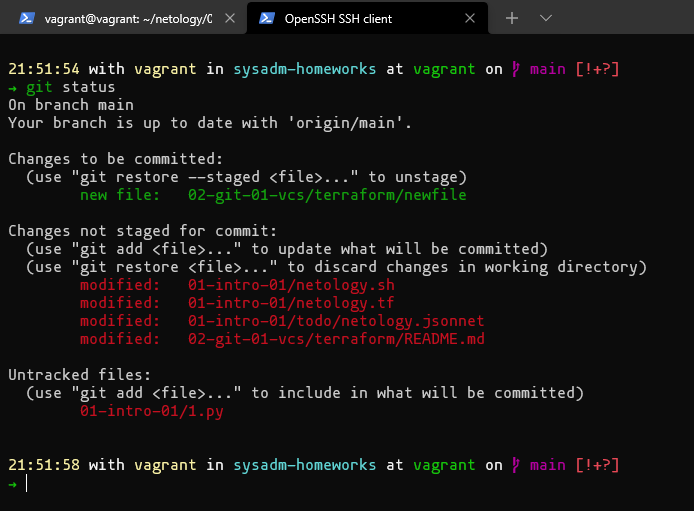 vagrant@vagrant: ~/netology/0
OpenSSH SSH client
21:51:54 with vagrant in sysadm-homeworks at vagrant on main [!+?]
→ git status
On branch main
Your branch is up to date with 'origin/main'.
Changes to be committed:
  (use "git restore --staged <file>..." to unstage)
        new file:   02-git-01-vcs/terraform/newfile
Changes not staged for commit:
  (use "git add <file>..." to update what will be committed)
  (use "git restore <file>..." to discard changes in working directory)
        modified:   01-intro-01/netology.sh
        modified:   01-intro-01/netology.tf
        modified:   01-intro-01/todo/netology.jsonnet
        modified:   02-git-01-vcs/terraform/README.md
Untracked files:
  (use "git add <file>..." to include in what will be committed)
        01-intro-01/1.py
21:51:58 with vagrant in sysadm-homeworks at vagrant on main [!+?]
→